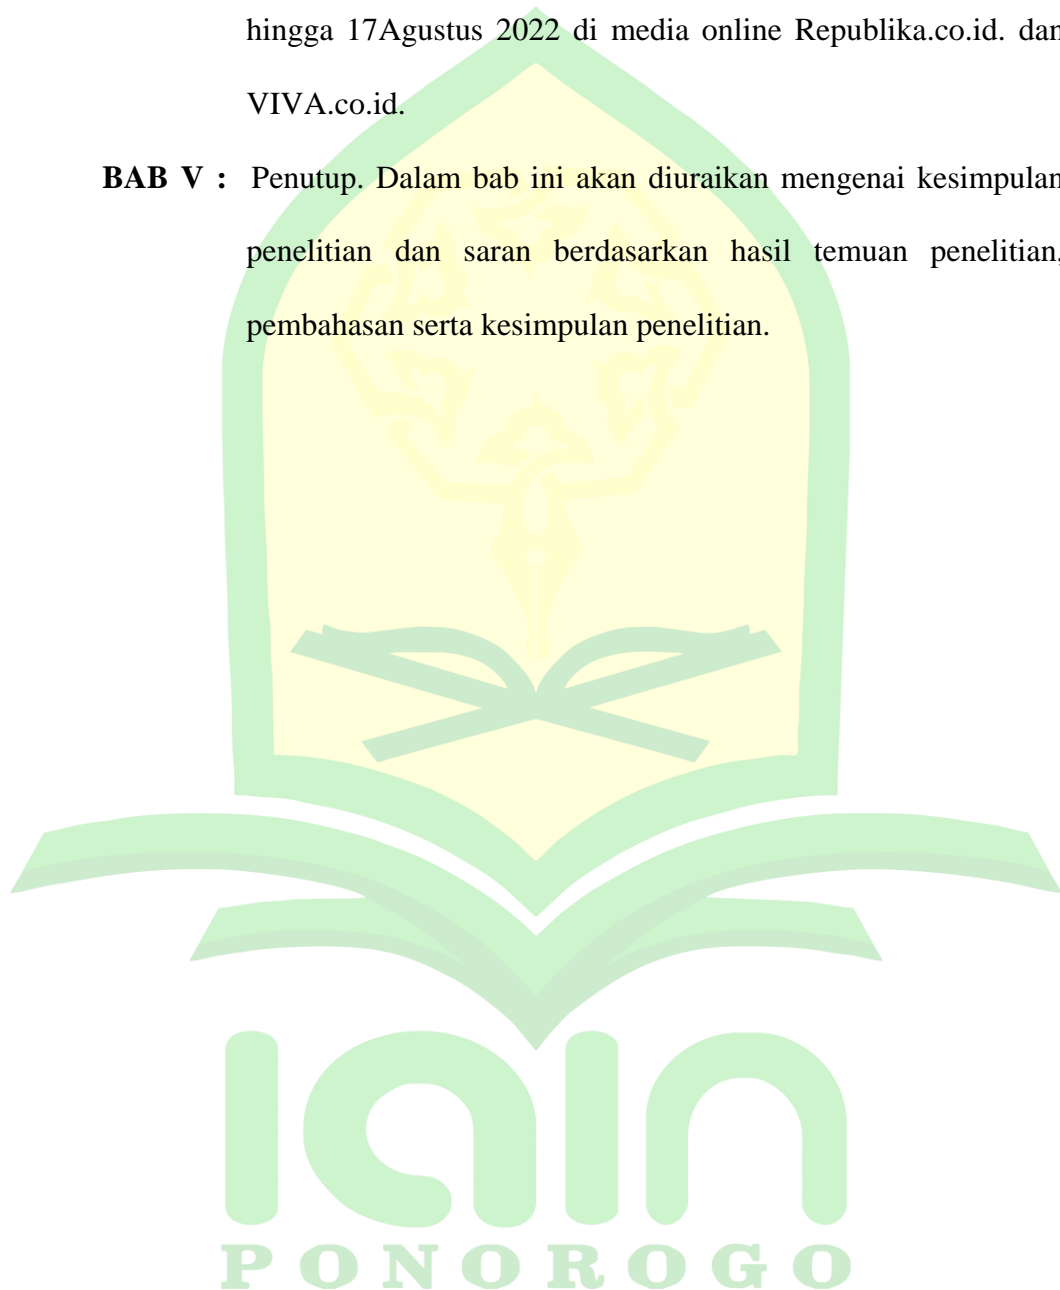 hingga 17Agustus 2022 di media online Republika.co.id. dan
VIVA.co.id.
BAB V : Penutup. Dalam bab ini akan diuraikan mengenai kesimpulan
penelitian dan saran berdasarkan hasil temuan penelitian,
pembahasan serta kesimpulan penelitian.
iain
PONOROGO